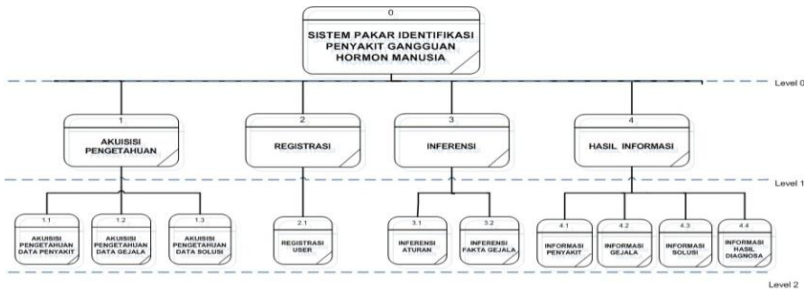 0
SISTEM PAKAR IDENTIFIKASI
PENYAKIT GANGGUAN
HORMON MANUSIA
Level 0
1
AKUISISI
PENGETAHUAN
2
REGISTRASI
3
INFERENSI
4
HASIL INFORMASI
Level 1
1.1
AKUISISI
PENGETAHUAN
DATA PENYAKIT
1.2
AKUISISI
PENGETAHUAN
DATA GEJALA
1.3
AKUISISI
PENGETAHUAN
DATA SOLUSI
2.1
REGISTRASI
USER
3.1
INFERENSI
ATURAN
3.2
INFERENSI
FAKTA GEJALA
4.1
INFORMASI
PENYAKIT
4.2
INFORMASI
GEJALA
4.3
INFORMASI
SOLUSI
4.4
INFORMASI
HASIL
DIAGNOSA
Level 2